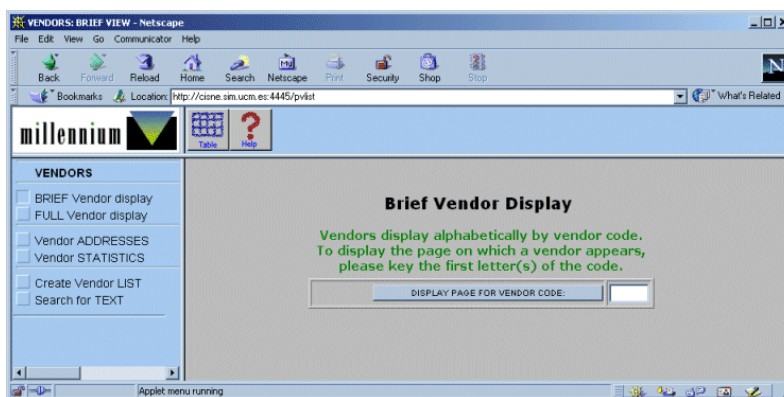 VENDORS: BRIEF VIEW - Netscape
File Edit View Go Communicator Help
Back Forward Reload Home Search Netscape Print Security Shop Stop
Bookmarks Location: http://cisne.sim.ucm.es:4445/pvlist What's Related
millennium Table Help
VENDORS
BRIEF Vendor display
FULL Vendor display
Vendor ADDRESSES
Vendor STATISTICS
Create Vendor LIST
Search for TEXT
Brief Vendor Display
Vendors display alphabetically by vendor code.
To display the page on which a vendor appears,
please key the first letter(s) of the code.
DISPLAY PAGE FOR VENDOR CODE:
Applet menu running